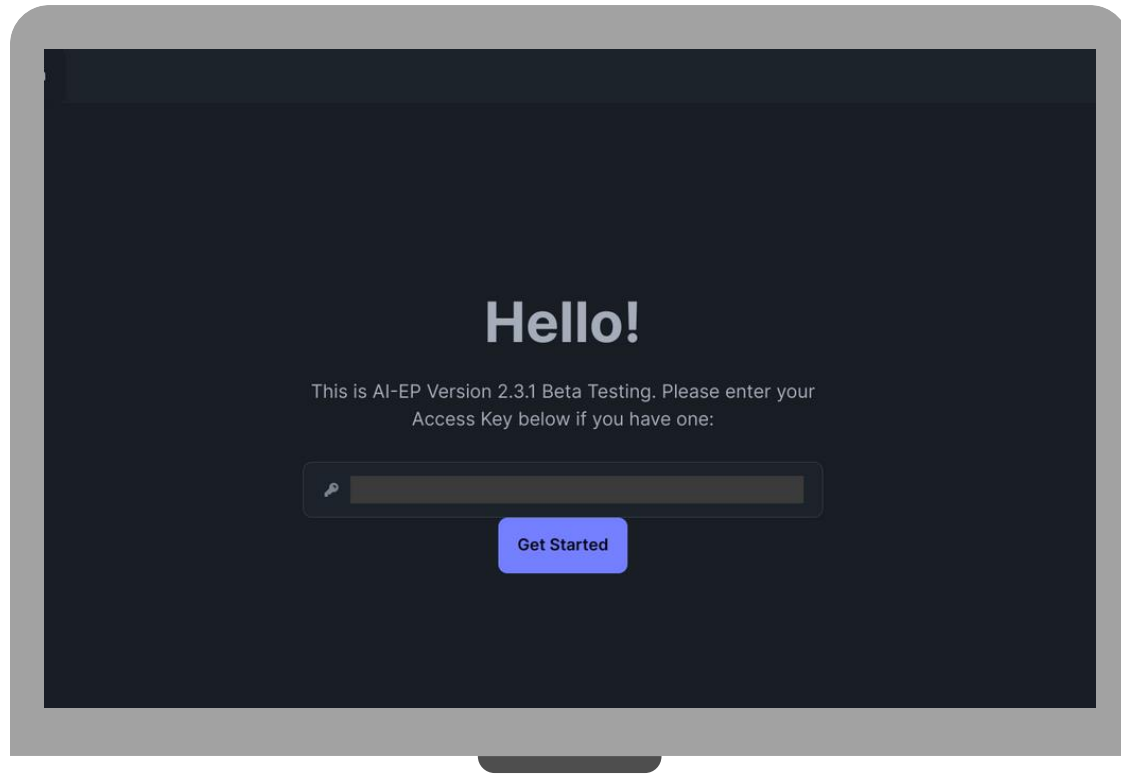 Hello!
This is AI-EP Version 2.3.1 Beta Testing. Please enter your
Access Key below if you have one:
Get Started